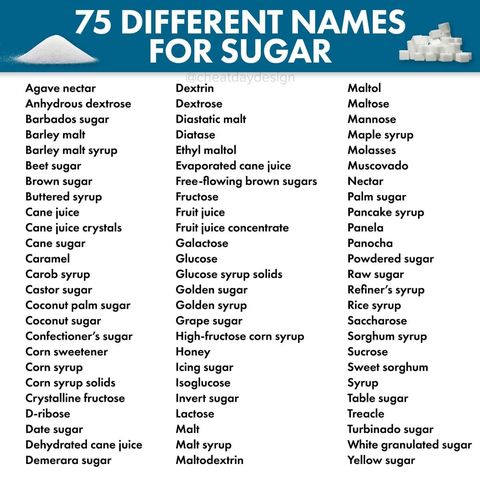 75 DIFFERENT NAMES
FOR SUGAR
@cheatdaydesign
Agave nectar
Anhydrous dextrose
Barbados sugar
Barley malt
Barley malt syrup
Beet sugar
Brown sugar
Buttered syrup
Cane juice
Cane juice crystals
Cane sugar
Caramel
Carob syrup
Castor sugar
Coconut palm sugar
Coconut sugar
Confectioner's sugar
Corn sweetener
Corn syrup
Corn syrup solids
Crystalline fructose
D-ribose
Date sugar
Dehydrated cane juice
Demerara sugar
Dextrin
Dextrose
Diastatic malt
Diatase
Ethyl maltol
Evaporated cane juice
Free-flowing brown sugars
Fructose
Fruit juice
Fruit juice concentrate
Galactose
Glucose
Glucose syrup solids
Golden sugar
Golden syrup
Grape sugar
High-fructose corn syrup
Honey
Icing sugar
Isoglucose
Invert sugar
Lactose
Malt
Malt syrup
Maltodextrin
Maltol
Maltose
Mannose
Maple syrup
Molasses
Muscovado
Nectar
Palm sugar
Pancake syrup
Panela
Panocha
Powdered sugar
Raw sugar
Refiner's syrup
Rice syrup
Saccharose
Sorghum syrup
Sucrose
Sweet sorghum
Syrup
Table sugar
Treacle
Turbinado sugar
White granulated sugar
Yellow sugar